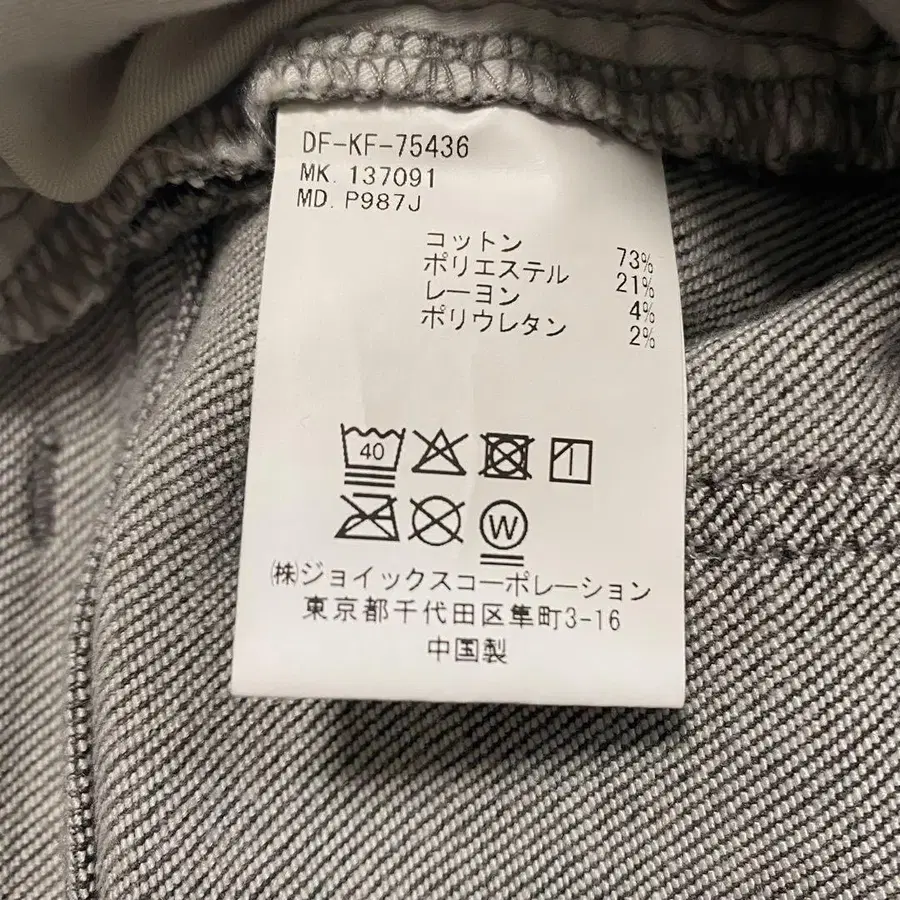 DF-KF-75436
MK. 137091
MD. P987J
コットン 73%
ポリエステル 21%
レーヨン 4%
ポリウレタン 2%
40
W
㈱ジョイックスコーポレーション
東京都千代田区隼町3-16
中国製